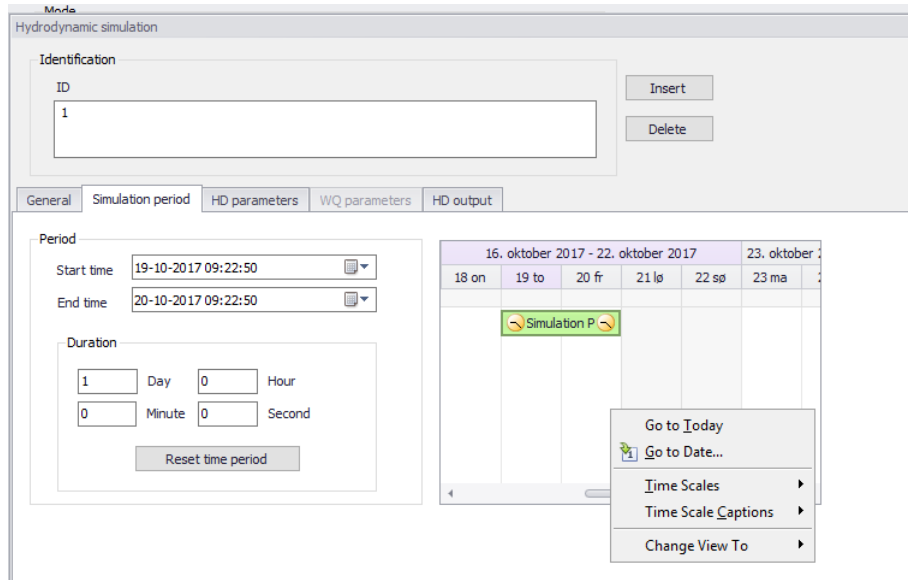 Mode
Hydrodynamic simulation
Identification
ID
1
Insert
Delete
General Simulation period HD parameters WQ parameters HD output
Period
Start time 19-10-2017 09:22:50
End time 20-10-2017 09:22:50
Duration
1 Day 0 Hour
0 Minute 0 Second
Reset time period
16. oktober 2017 - 22. oktober 2017 23. oktober
18 on 19 to 20 fr 21 lø 22 sø 23 ma
Simulation P
Go to Today
Go to Date...
Time Scales
Time Scale Captions
Change View To